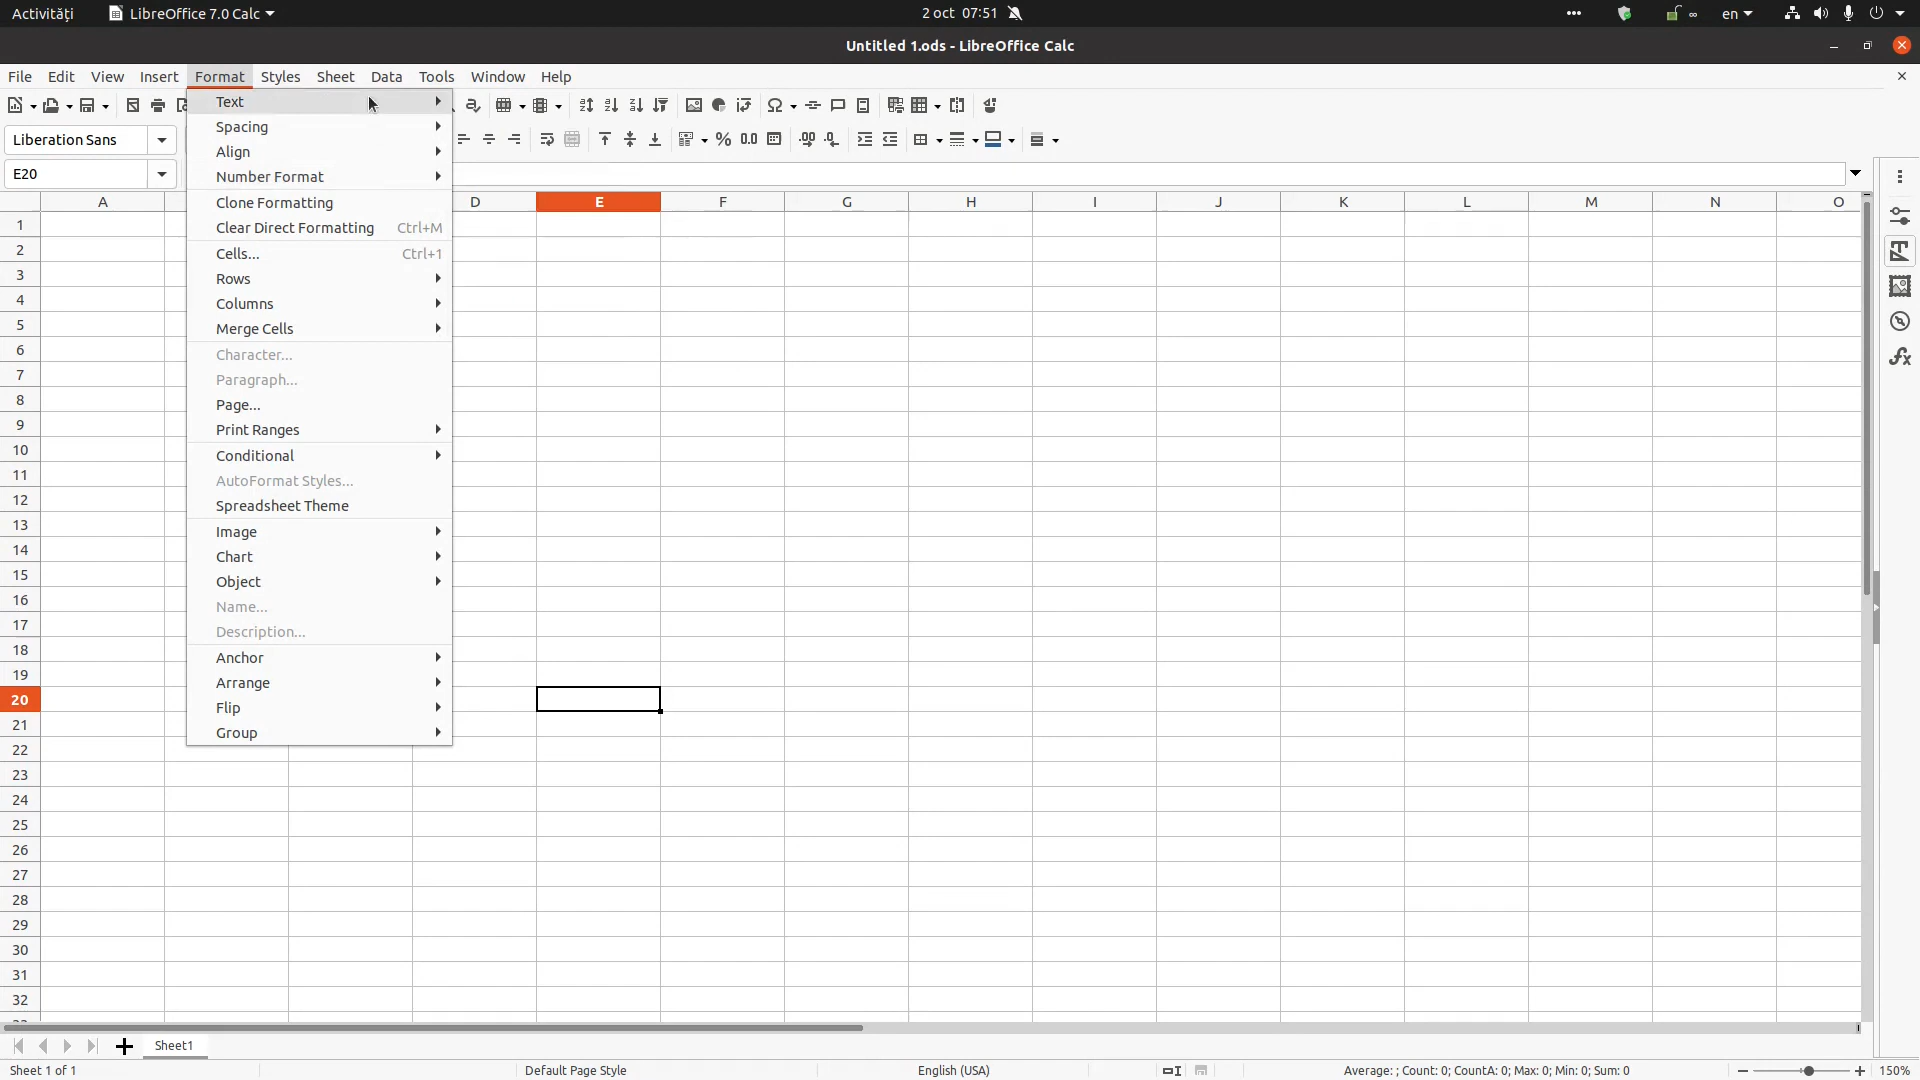 Activități LibreOffice 7.0 Calc 2 oct 07:51 ∞ en
Untitled 1.ods - LibreOffice Calc
File Edit View Insert Format Styles Sheet Data Tools Window Help
Liberation Sans
E20
Text
Spacing
Align
Number Format
Clone Formatting
Clear Direct Formatting Ctrl+M
Cells... Ctrl+1
Rows
Columns
Merge Cells
Character...
Paragraph...
Page...
Print Ranges
Conditional
AutoFormat Styles...
Spreadsheet Theme
Image
Chart
Object
Name...
Description...
Anchor
Arrange
Flip
Group
A D E F G H I J K L M N O
1
2
3
4
5
6
7
8
9
10
11
12
13
14
15
16
17
18
19
20
21
22
23
24
25
26
27
28
29
30
31
32
Sheet1
Sheet 1 of 1 Default Page Style English (USA) Average: ; Count: 0; CountA: 0; Max: 0; Min: 0; Sum: 0 150%